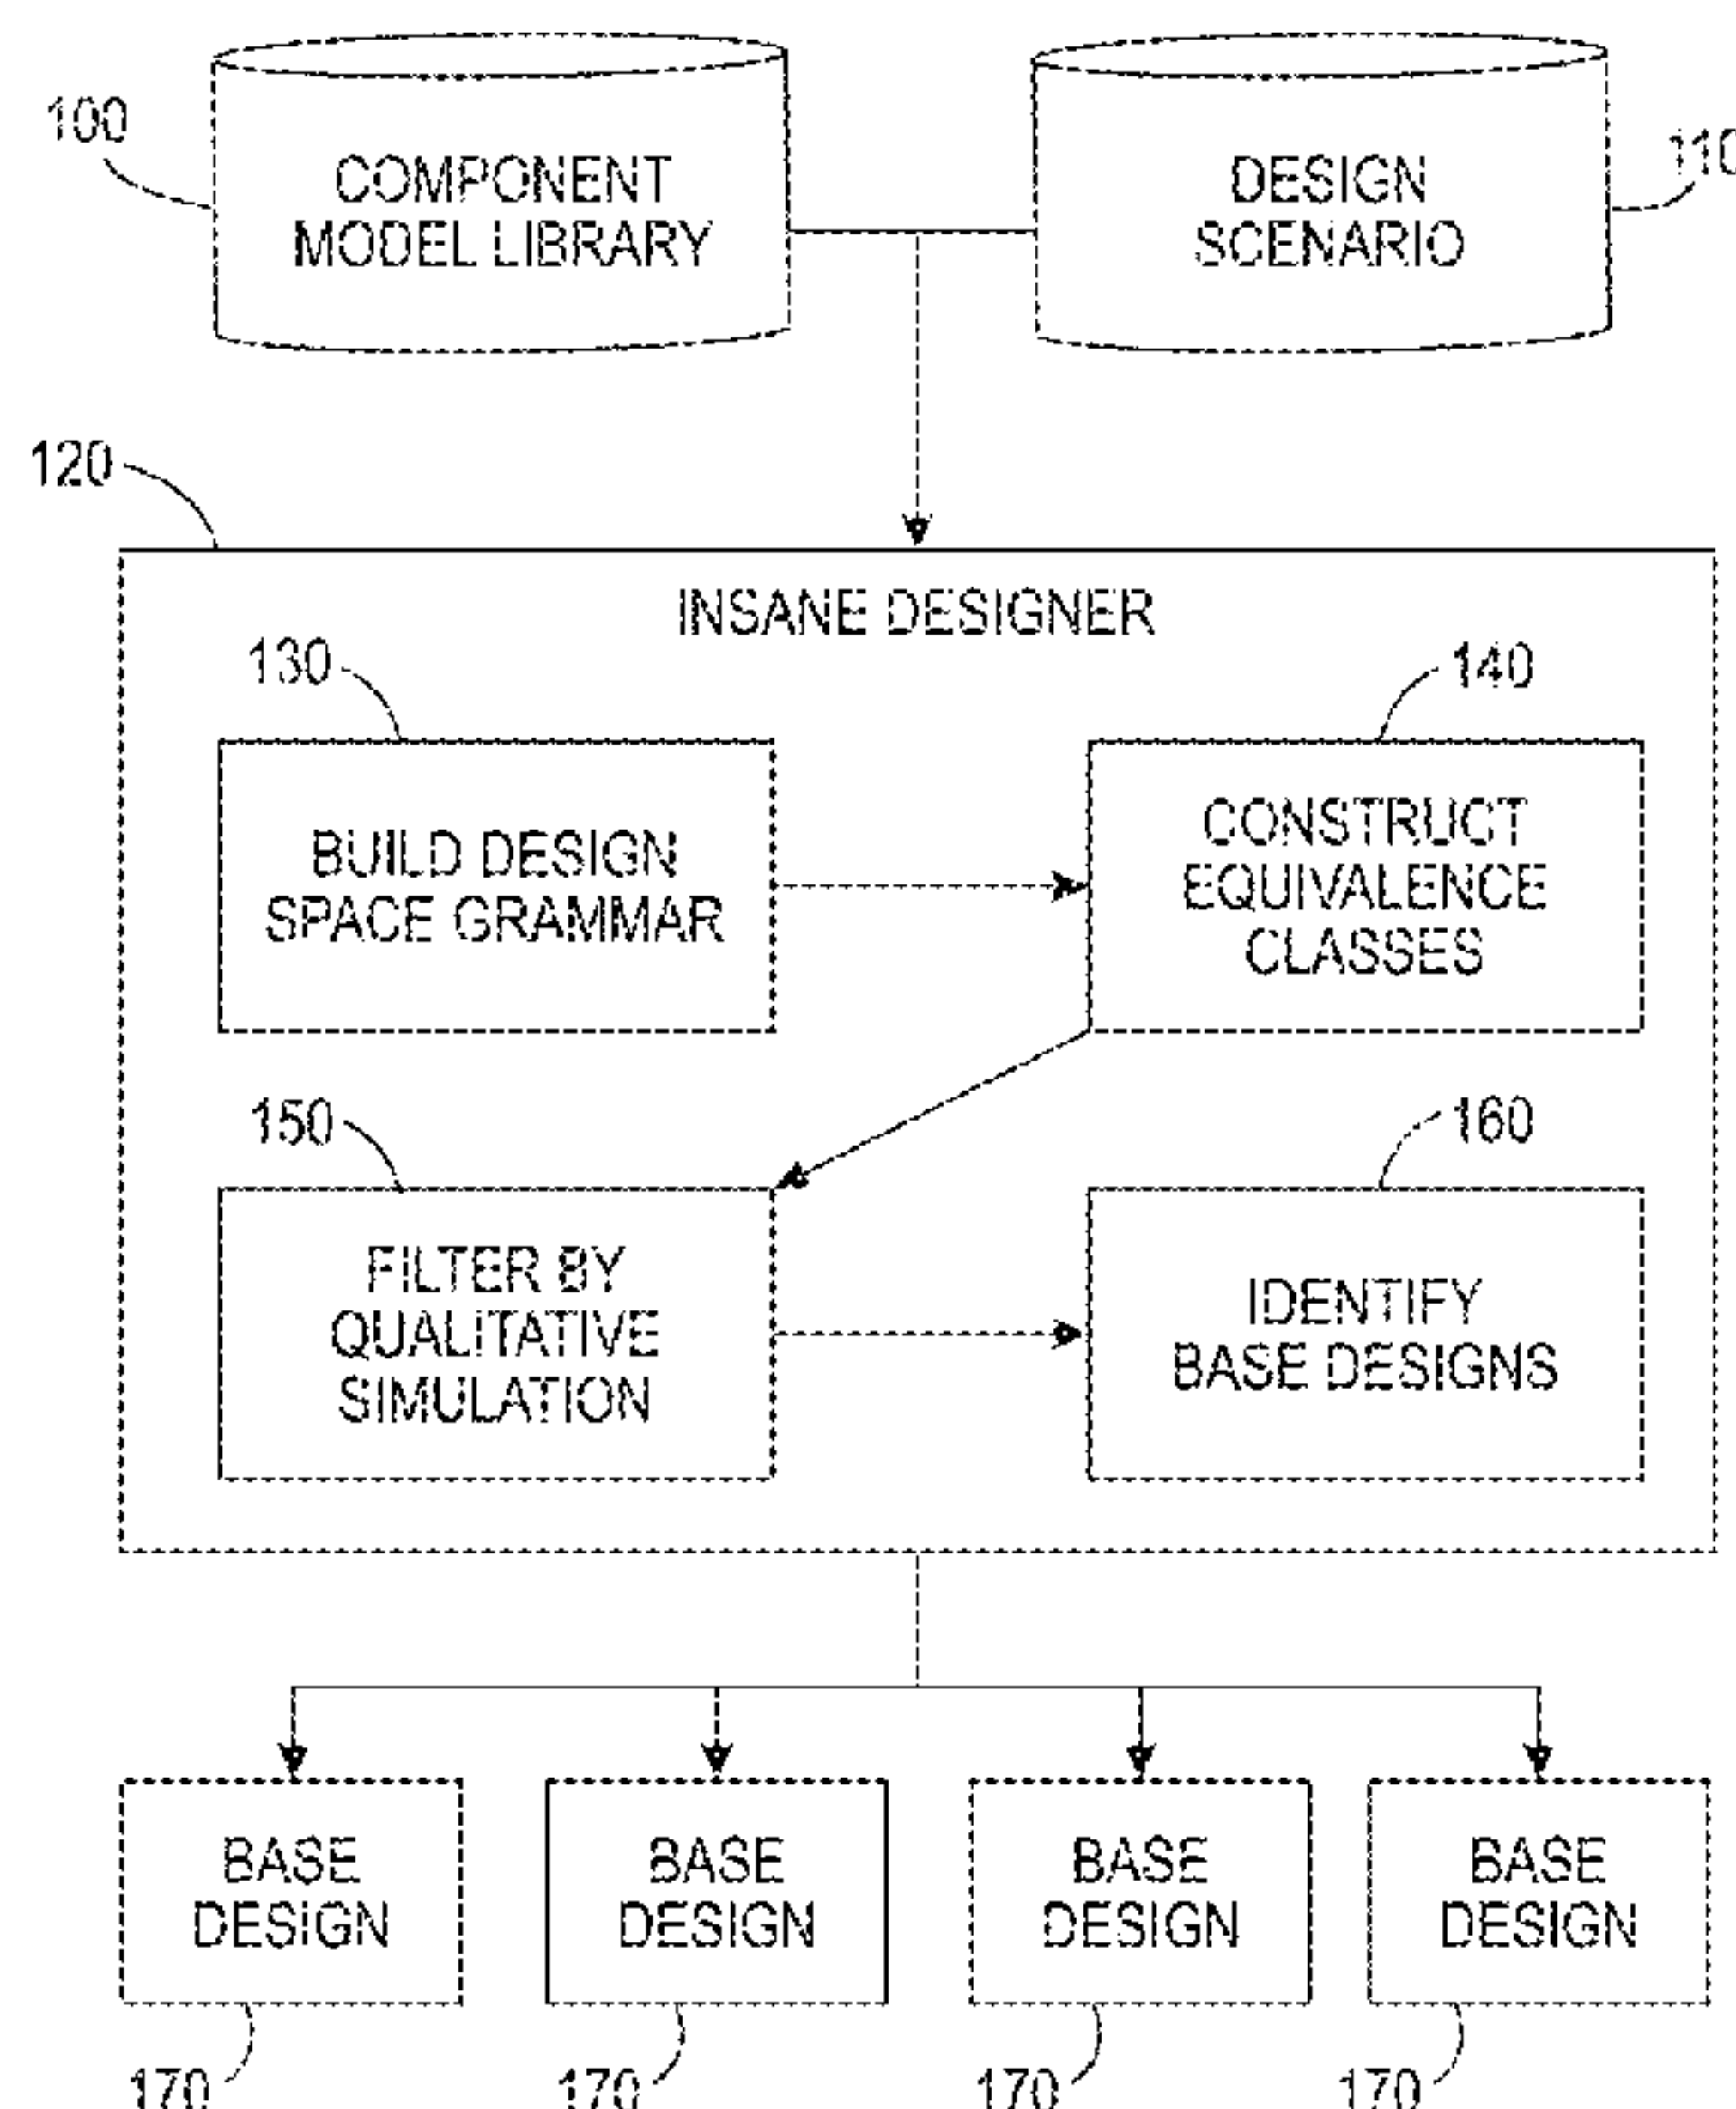 100
COMPONENT
MODEL LIBRARY
DESIGN
SCENARIO
110
120
INSANE DESIGNER
130
140
BUILD DESIGN
SPACE GRAMMAR
CONSTRUCT
EQUIVALENCE
CLASSES
150
160
FILTER BY
QUALITATIVE
SIMULATION
IDENTIFY
BASE DESIGNS
BASE
DESIGN
BASE
DESIGN
BASE
DESIGN
BASE
DESIGN
170
170
170
170